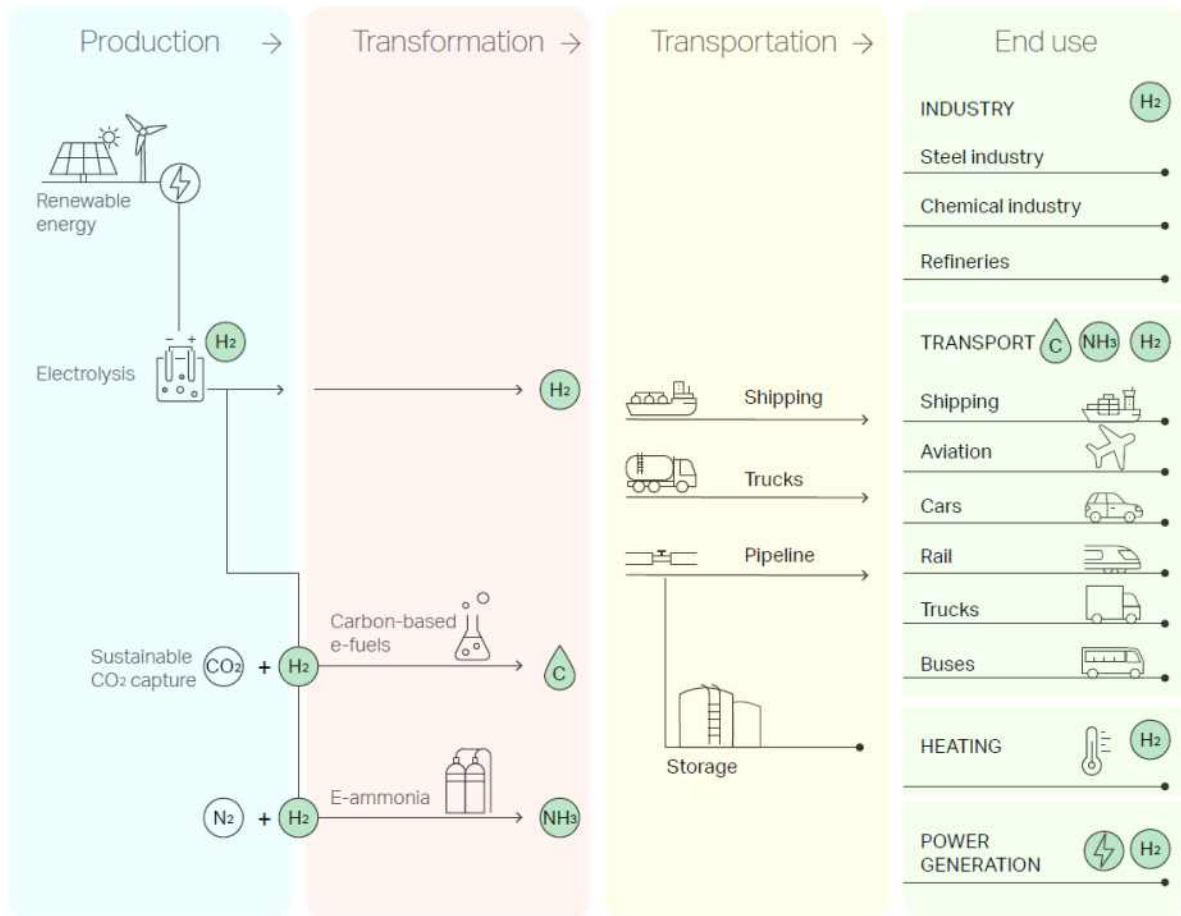 Production →
Renewable
energy
− +
H₂
Electrolysis
Sustainable
CO₂ capture
CO₂ + H₂
N₂ + H₂
Transformation →
H₂
Carbon-based
e-fuels
C
E-ammonia
NH₃
Transportation →
Shipping
Trucks
Pipeline
Storage
End use
INDUSTRY H₂
Steel industry
Chemical industry
Refineries
TRANSPORT C NH₃ H₂
Shipping
Aviation
Cars
Rail
Trucks
Buses
HEATING H₂
POWER
GENERATION H₂